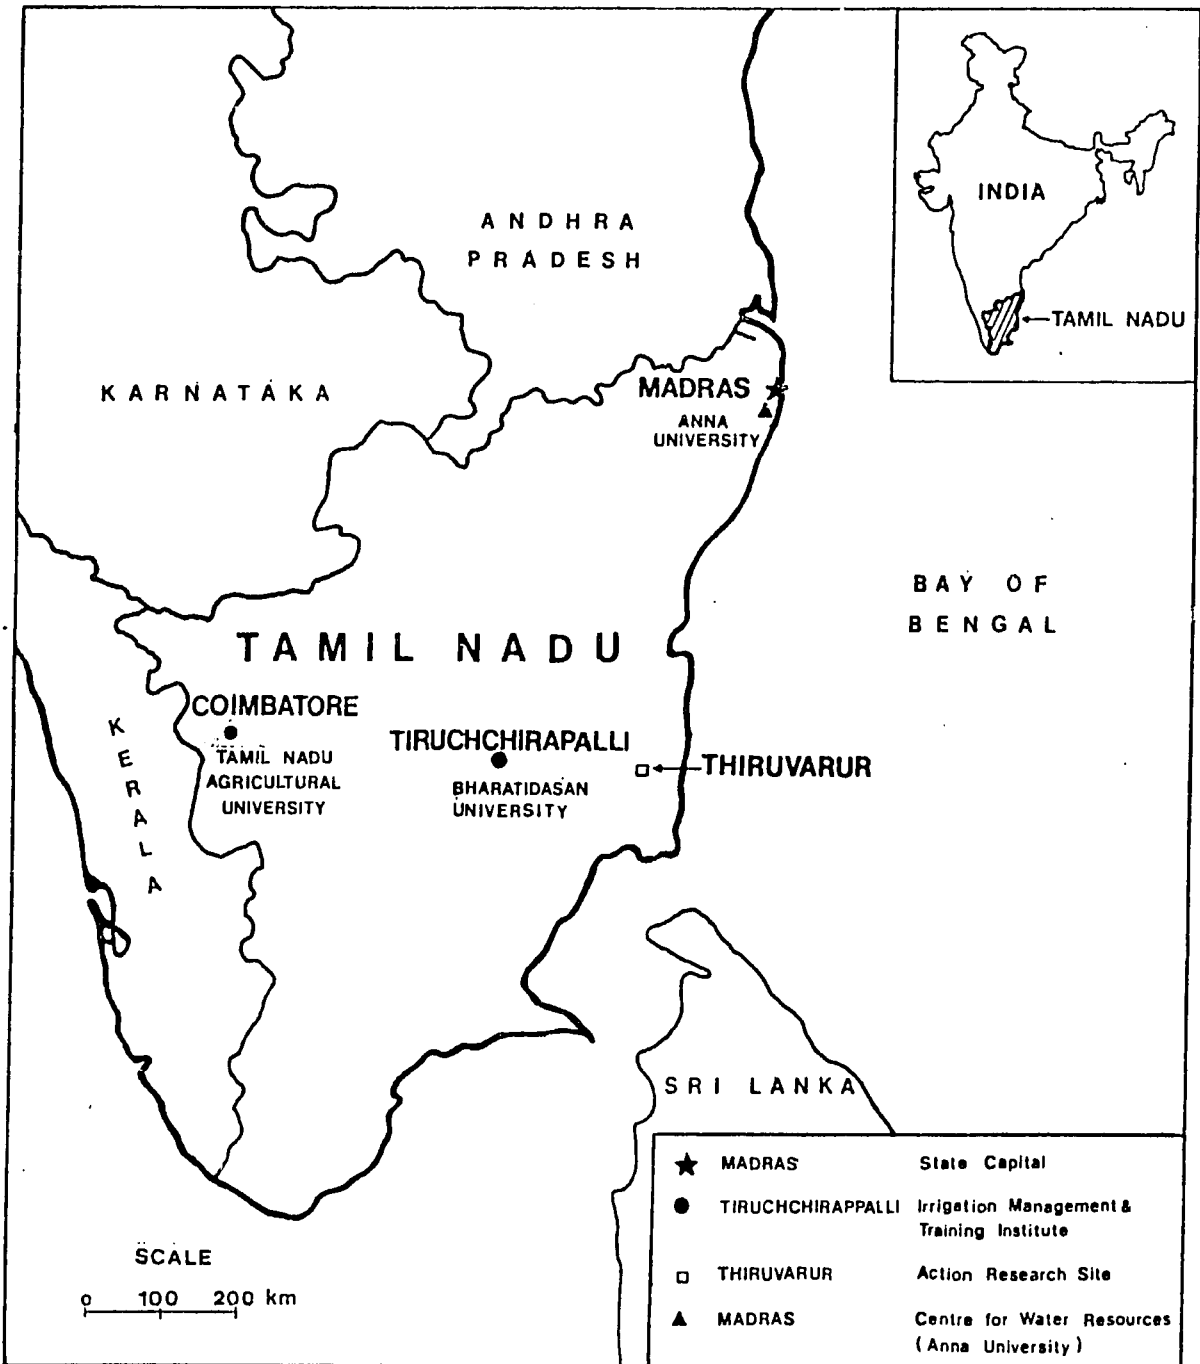 ANDHRA
PRADESH
INDIA
TAMIL NADU
KARNATAKA
MADRAS
ANNA
UNIVERSITY
BAY OF
BENGAL
TAMIL NADU
COIMBATORE
TAMIL NADU
AGRICULTURAL
UNIVERSITY
KERALA
TIRUCHCHIRAPALLI
BHARATIDASAN
UNIVERSITY
THIRUVARUR
SRI LANKA
SCALE
0 100 200 km
MADRAS State Capital
TIRUCHCHIRAPPALLI Irrigation Management &
Training Institute
THIRUVARUR Action Research Site
MADRAS Centre for Water Resources
(Anna University)